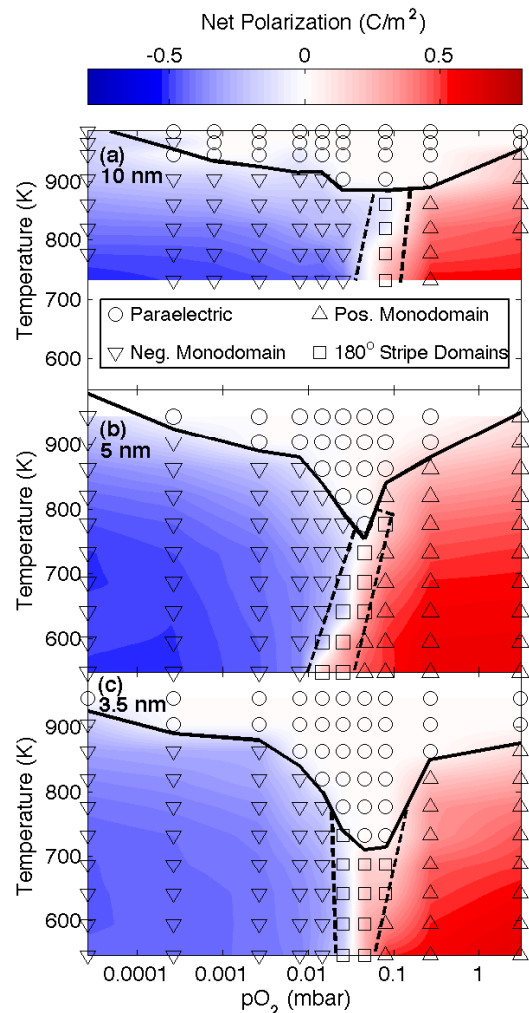 Net Polarization (C/m²)
-0.5 0 0.5
(a)
10 nm
900
800
700
600
Temperature (K)
○ Paraelectric △ Pos. Monodomain
▽ Neg. Monodomain □ 180° Stripe Domains
(b)
5 nm
900
800
700
600
Temperature (K)
(c)
3.5 nm
900
800
700
600
Temperature (K)
0.0001 0.001 0.01 0.1 1
pO₂ (mbar)